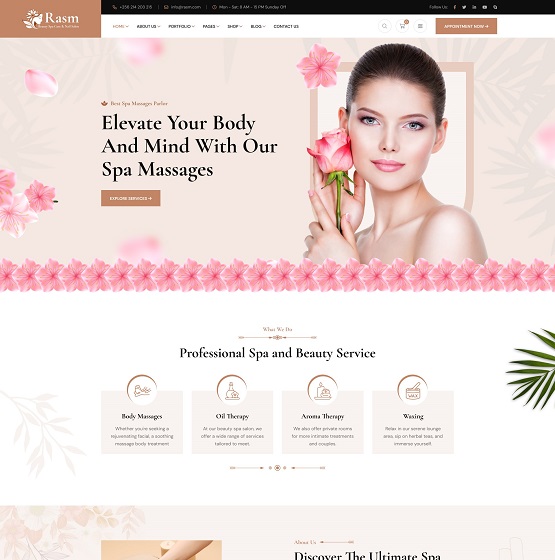 Rasm
+256 214 203 215
info@rasm.com
Mon - Sat: 8 AM - 15 PM Sunday Off
Follow Us:
HOME
ABOUT US
PORTFOLIO
PAGES
SHOP
BLOG
CONTACT US
APPOINTMENT NOW
Best Spa Massages Parlor
Elevate Your Body
And Mind With Our
Spa Massages
EXPLORE SERVICES
What We Do
Professional Spa and Beauty Service
Body Massages
Whether you're seeking a
rejuvenating facial, a soothing
massage body treatment
Oil Therapy
At our beauty spa salon, we
offer a wide range of services
tailored to meet
Aroma Therapy
We also offer private rooms
for more intimate treatments
and couples
WAX
Waxing
Relax in our serene lounge
area, sip on herbal teas, and
immerse yourself
About Us
Discover The Ultimate Spa